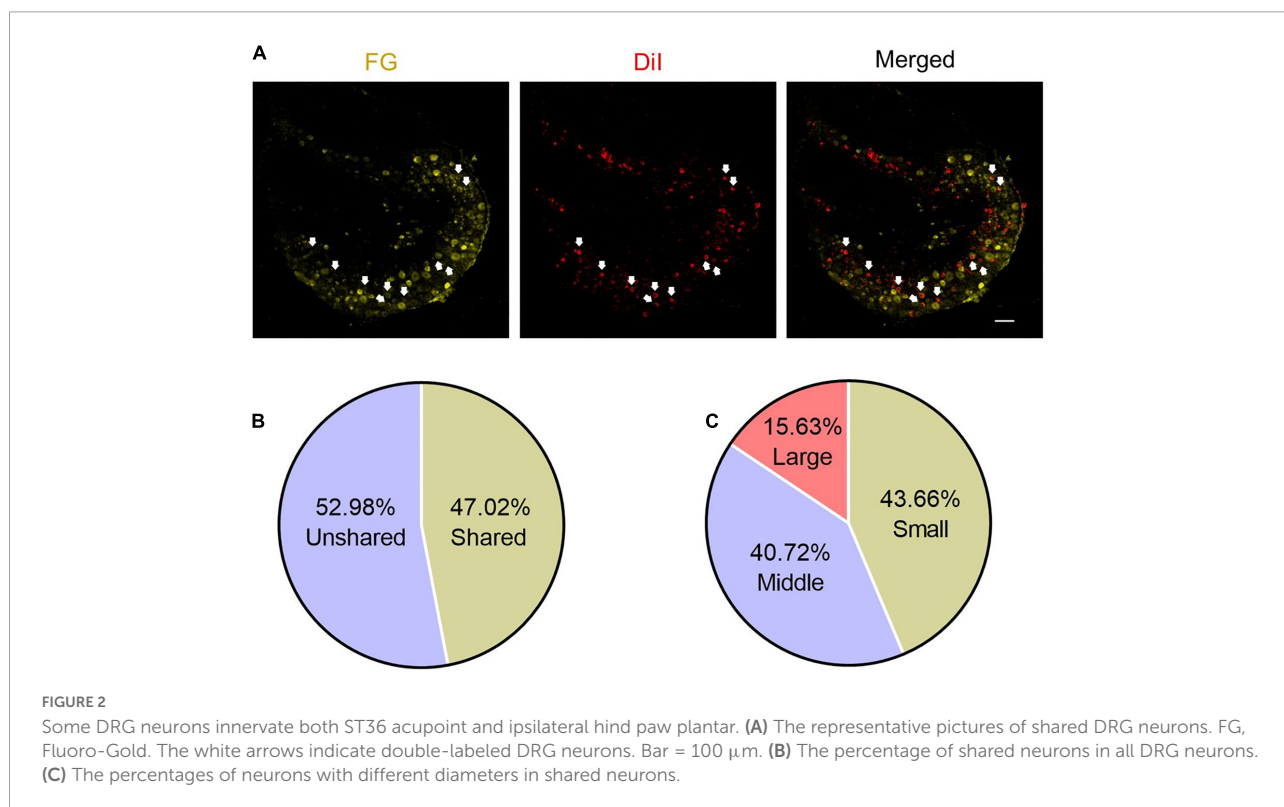 A
FG
DiI
Merged
B
52.98%
Unshared
47.02%
Shared
C
15.63%
Large
43.66%
Small
40.72%
Middle
FIGURE 2
Some DRG neurons innervate both ST36 acupoint and ipsilateral hind paw plantar. (A) The representative pictures of shared DRG neurons. FG,
Fluoro-Gold. The white arrows indicate double-labeled DRG neurons. Bar = 100 μm. (B) The percentage of shared neurons in all DRG neurons.
(C) The percentages of neurons with different diameters in shared neurons.